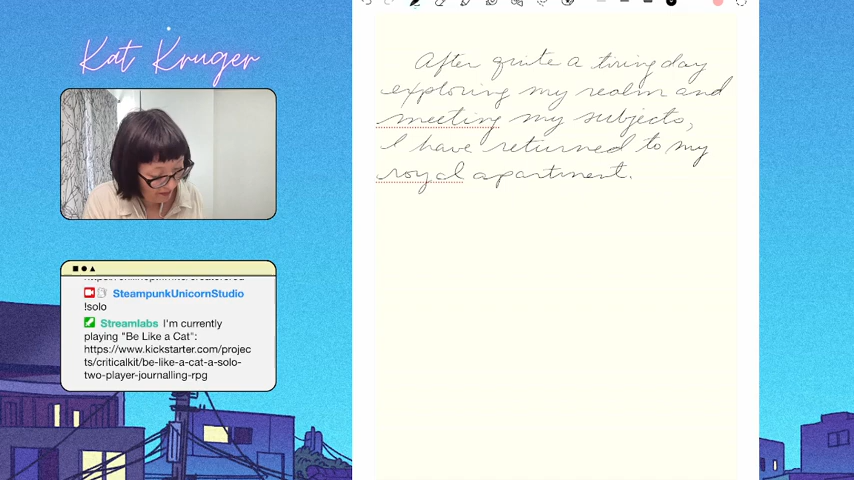 Kat Kruger
After quite a tiring day
exploring my realm and
meeting my subjects,
I have returned to my
royal apartment.
SteampunkUnicornStudio
!solo
Streamlabs I'm currently
playing "Be Like a Cat":
https://www.kickstarter.com/projec
ts/criticalkit/be-like-a-cat-a-solo-
two-player-journalling-rpg